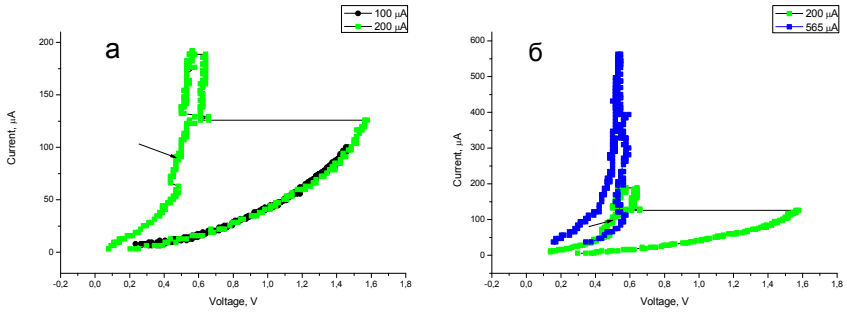 100 µA
200 µA
а
200
150
100
50
0
Current, µA
-0,2 0,0 0,2 0,4 0,6 0,8 1,0 1,2 1,4 1,6 1,8
Voltage, V
200 µA
565 µA
б
600
500
400
300
200
100
0
Current, µA
-0,2 0,0 0,2 0,4 0,6 0,8 1,0 1,2 1,4 1,6 1,8
Voltage, V